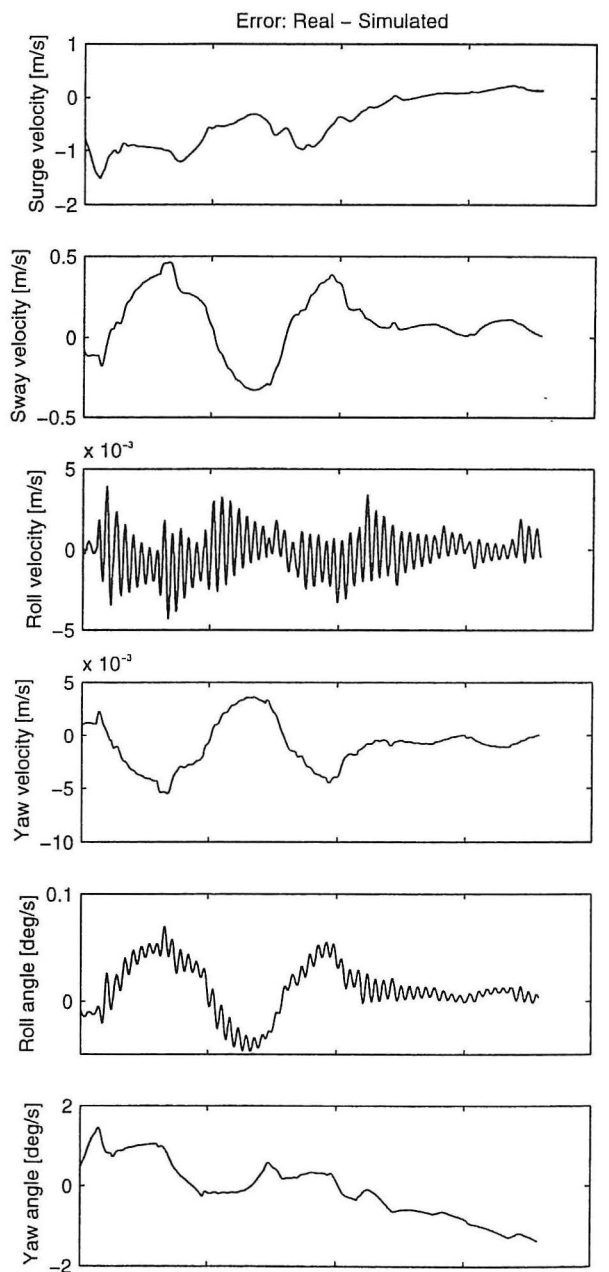 Error: Real – Simulated
Surge velocity [m/s]
1
0
−1
−2
Sway velocity [m/s]
0.5
0
−0.5
x 10⁻³
Roll velocity [m/s]
5
0
−5
x 10⁻³
Yaw velocity [m/s]
5
0
−5
−10
Roll angle [deg/s]
0.1
0
Yaw angle [deg/s]
2
0
−2